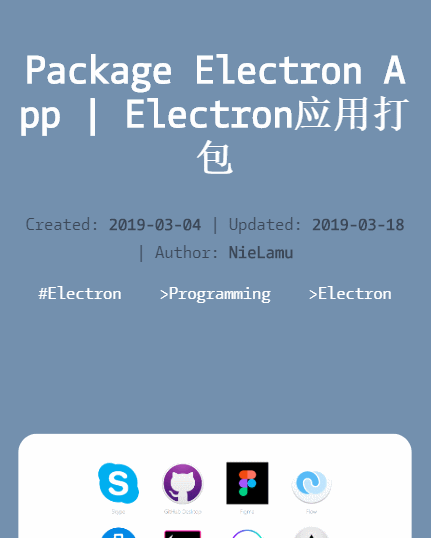 Package Electron A
pp | Electron应用打
包
Created: 2019-03-04 | Updated: 2019-03-18
| Author: NieLamu
#Electron >Programming >Electron
Skype GitHub Desktop Figma Flow